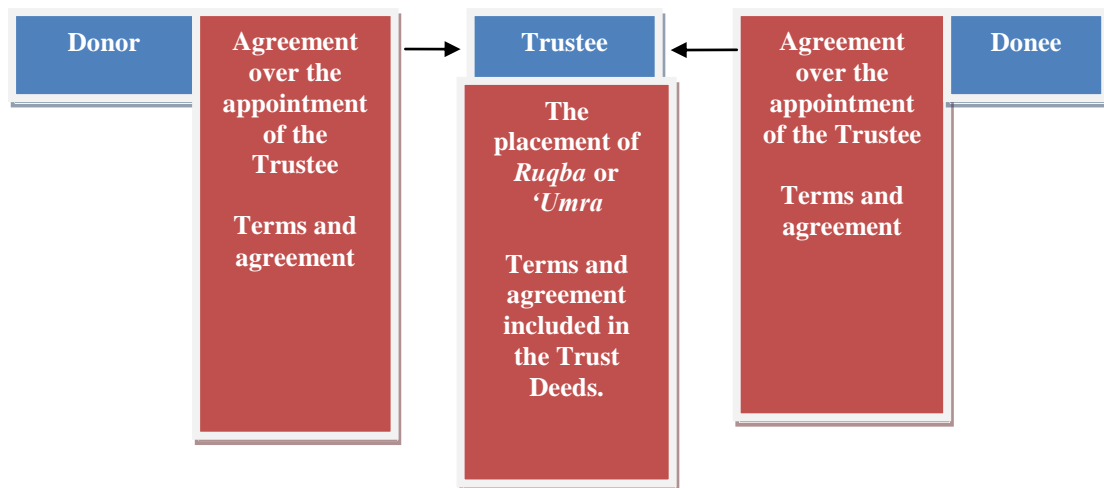 Donor
Agreement
over the
appointment
of the
Trustee
Terms and
agreement
Trustee
The
placement of
Ruqba or
‘Umra
Terms and
agreement
included in
the Trust
Deeds.
Agreement
over the
appointment
of the Trustee
Terms and
agreement
Donee